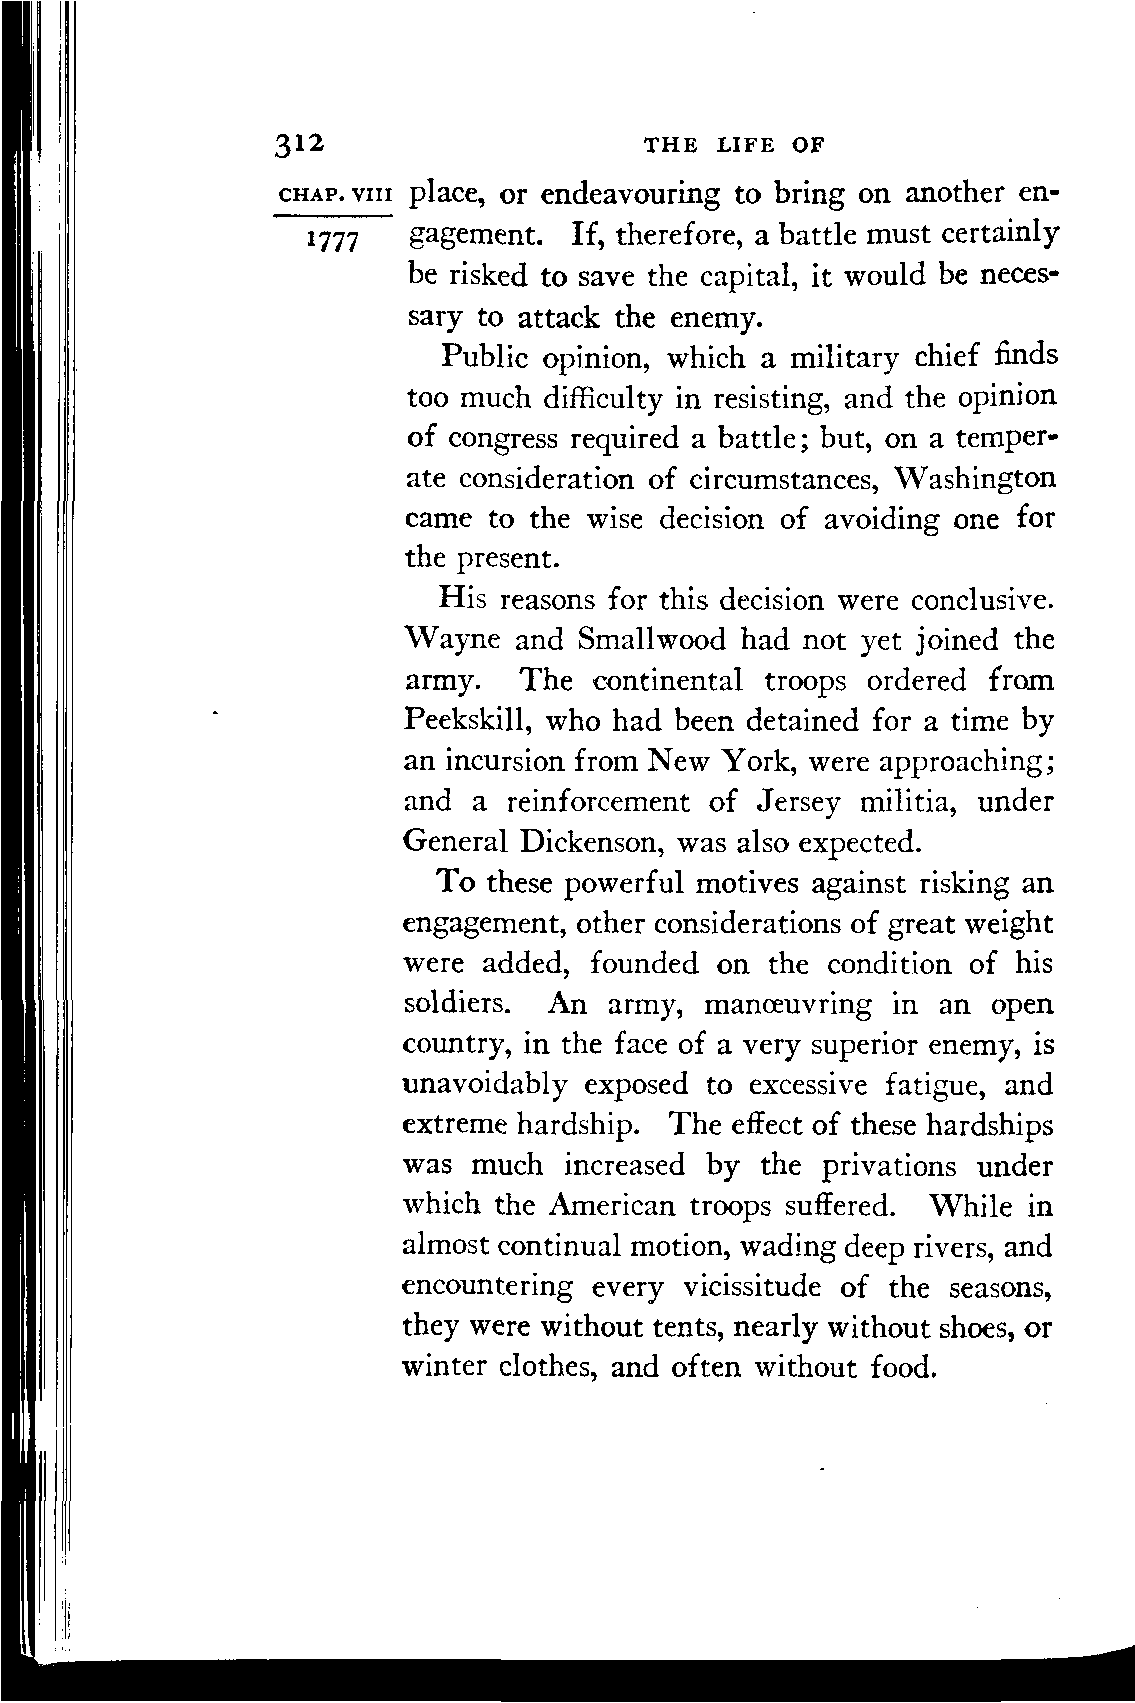 312 THE LIFE OF
CHAP. VIII place, or endeavouring to bring on another en-
1777 gagement. If, therefore, a battle must certainly
be risked to save the capital, it would be neces-
sary to attack the enemy.
Public opinion, which a military chief finds
too much difficulty in resisting, and the opinion
of congress required a battle; but, on a temper-
ate consideration of circumstances, Washington
came to the wise decision of avoiding one for
the present.
His reasons for this decision were conclusive.
Wayne and Smallwood had not yet joined the
army. The continental troops ordered from
Peekskill, who had been detained for a time by
an incursion from New York, were approaching;
and a reinforcement of Jersey militia, under
General Dickenson, was also expected.
To these powerful motives against risking an
engagement, other considerations of great weight
were added, founded on the condition of his
soldiers. An army, manœuvring in an open
country, in the face of a very superior enemy, is
unavoidably exposed to excessive fatigue, and
extreme hardship. The effect of these hardships
was much increased by the privations under
which the American troops suffered. While in
almost continual motion, wading deep rivers, and
encountering every vicissitude of the seasons,
they were without tents, nearly without shoes, or
winter clothes, and often without food.